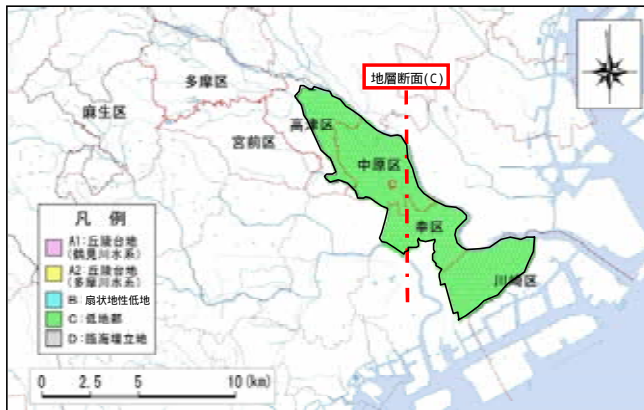 地層断面(C)
多摩区
麻生区
高津区
宮前区
中原区
幸区
川崎区
凡 例
A1:丘陵台地
(鶴見川水系)
A2:丘陵台地
(多摩川水系)
B:扇状地性低地
C:低地部
D:臨海埋立地
0 2.5 5 10 (km)